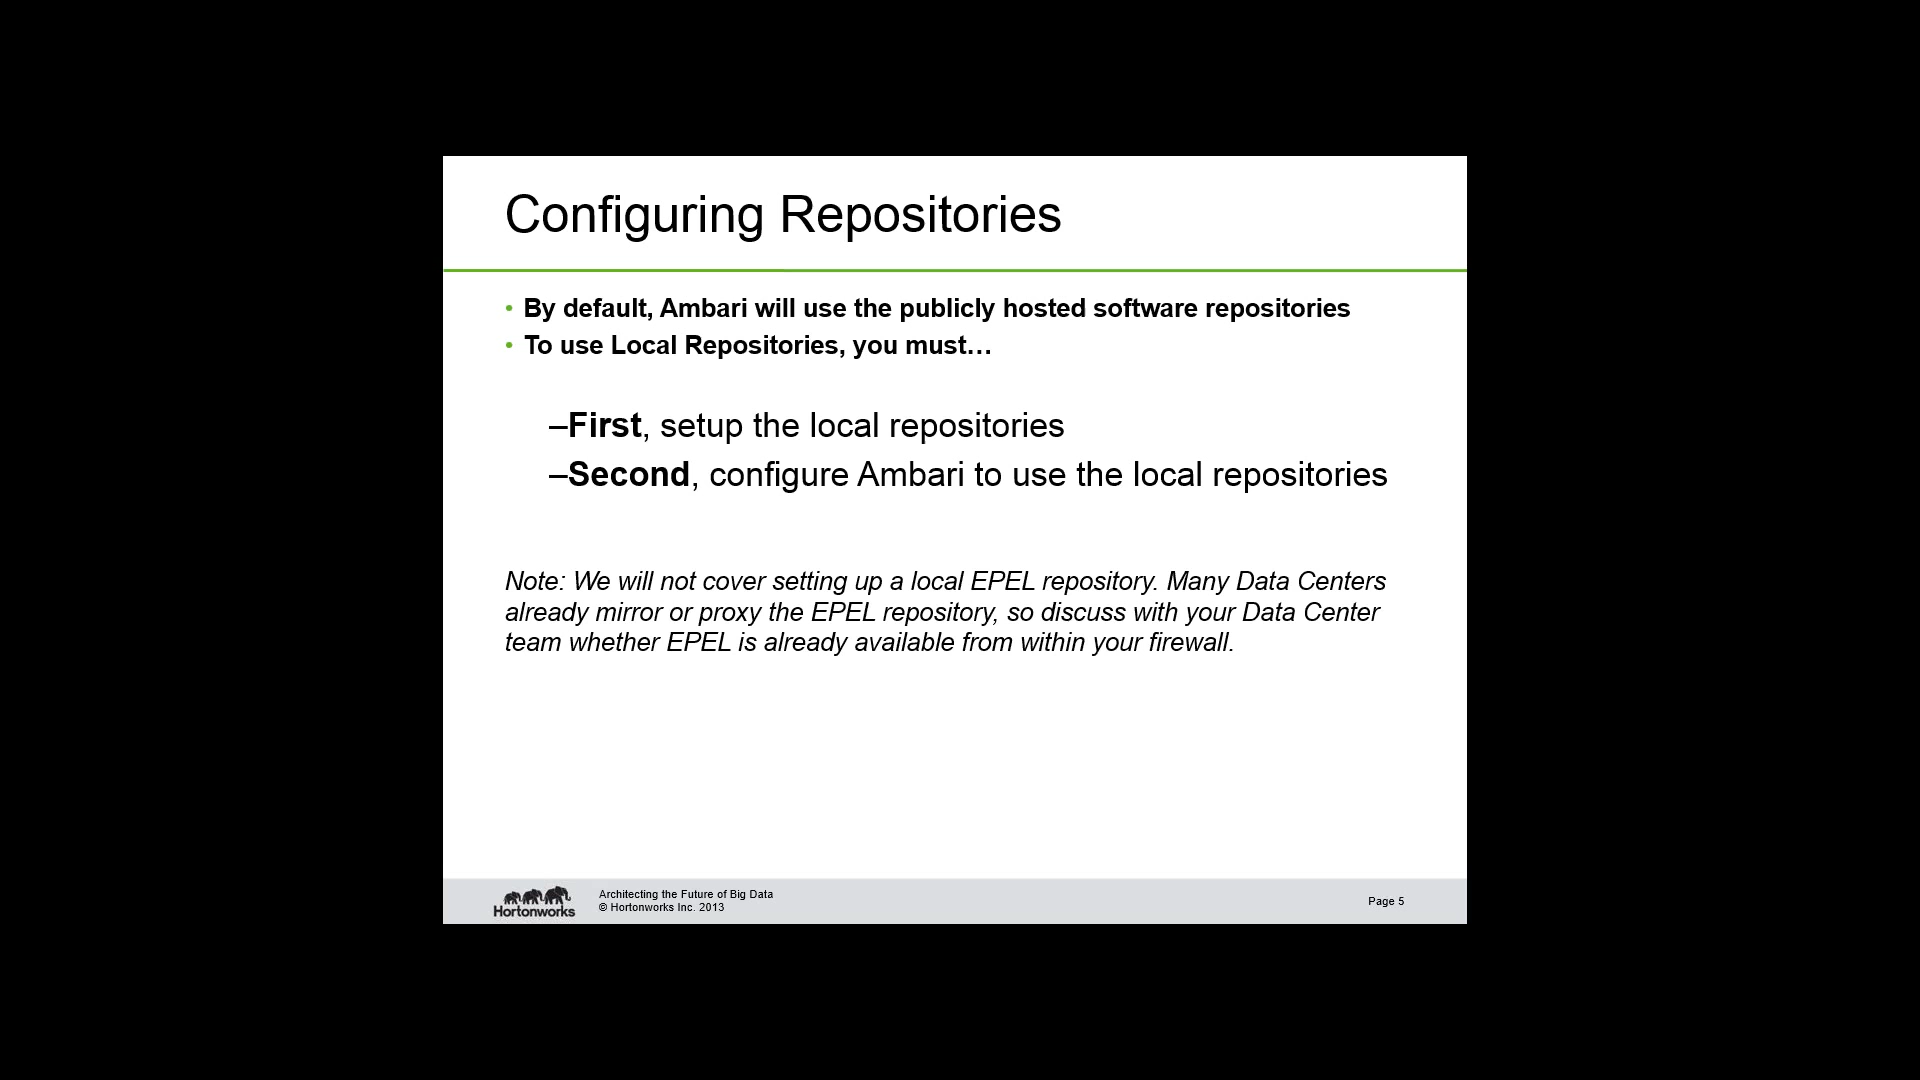 Configuring Repositories
• By default, Ambari will use the publicly hosted software repositories
• To use Local Repositories, you must…
–First, setup the local repositories
–Second, configure Ambari to use the local repositories
Note: We will not cover setting up a local EPEL repository. Many Data Centers
already mirror or proxy the EPEL repository, so discuss with your Data Center
team whether EPEL is already available from within your firewall.
Hortonworks
Architecting the Future of Big Data
© Hortonworks Inc. 2013
Page 5